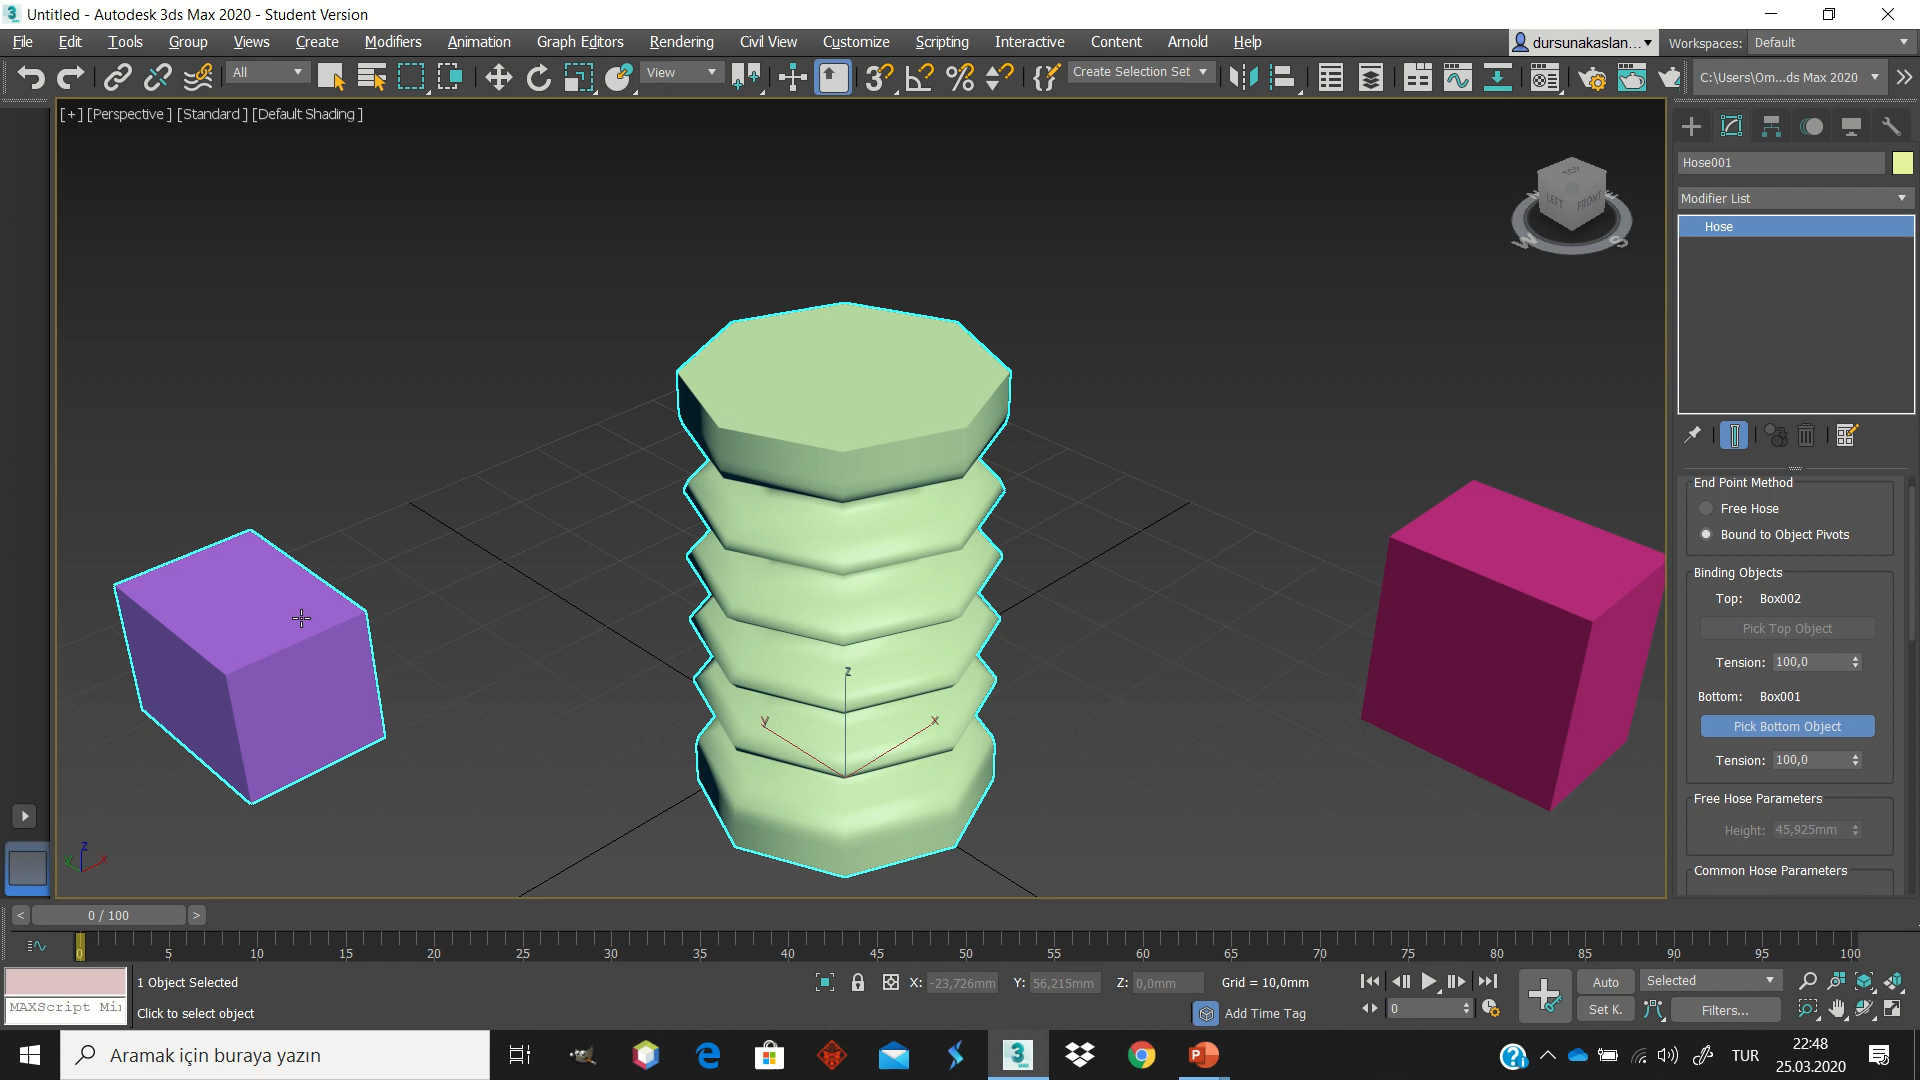 Untitled - Autodesk 3ds Max 2020 - Student Version
File Edit Tools Group Views Create Modifiers Animation Graph Editors Rendering Civil View Customize Scripting Interactive Content Arnold Help
dursunakaslan... Workspaces: Default
All View Create Selection Set C:\Users\Om...ds Max 2020
[+] [Perspective] [Standard] [Default Shading]
TOP
LEFT FRONT
W S
Hose001
Modifier List
Hose
End Point Method
Free Hose
Bound to Object Pivots
Binding Objects
Top: Box002
Pick Top Object
Tension: 100,0
Bottom: Box001
Pick Bottom Object
Tension: 100,0
Free Hose Parameters
Height: 45,925mm
Common Hose Parameters
z
y x
z
y x
< 0 / 100 >
0 5 10 15 20 25 30 35 40 45 50 55 60 65 70 75 80 85 90 95 100
1 Object Selected
X: -23,726mm Y: 56,215mm Z: 0,0mm Grid = 10,0mm
Auto Selected
MAXScript Mi
Click to select object
Add Time Tag
0
Set K. Filters...
Aramak için buraya yazın
TUR
22:48
25.03.2020